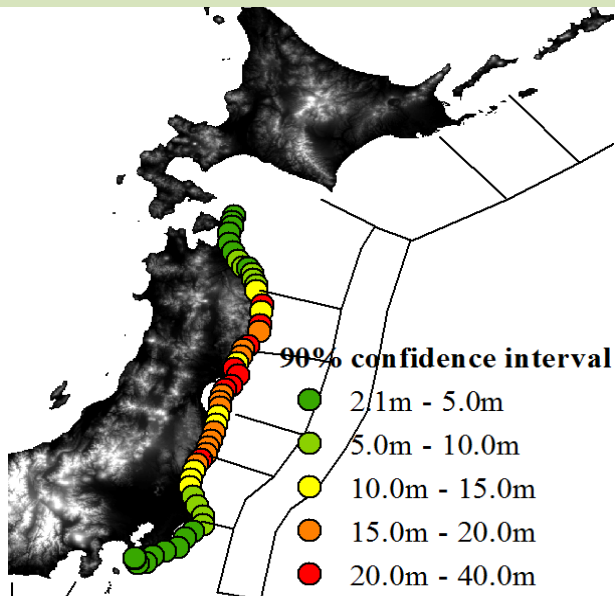 90% confidence interval
2.1m - 5.0m
5.0m - 10.0m
10.0m - 15.0m
15.0m - 20.0m
20.0m - 40.0m